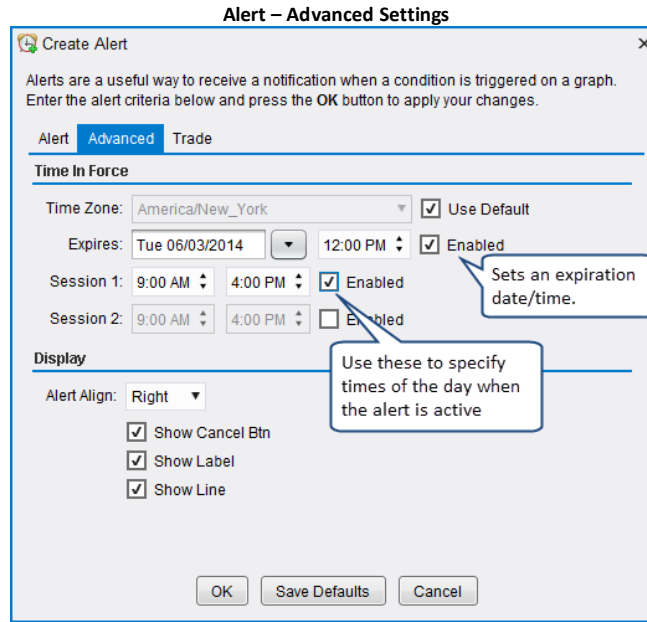 Alert – Advanced Settings
Create Alert
Alerts are a useful way to receive a notification when a condition is triggered on a graph.
Enter the alert criteria below and press the OK button to apply your changes.
Alert Advanced Trade
Time In Force
Time Zone: America/New_York Use Default
Expires: Tue 06/03/2014 12:00 PM Enabled
Sets an expiration
date/time.
Session 1: 9:00 AM 4:00 PM Enabled
Session 2: 9:00 AM 4:00 PM Enabled
Use these to specify
times of the day when
the alert is active
Display
Alert Align: Right
Show Cancel Btn
Show Label
Show Line
OK Save Defaults Cancel